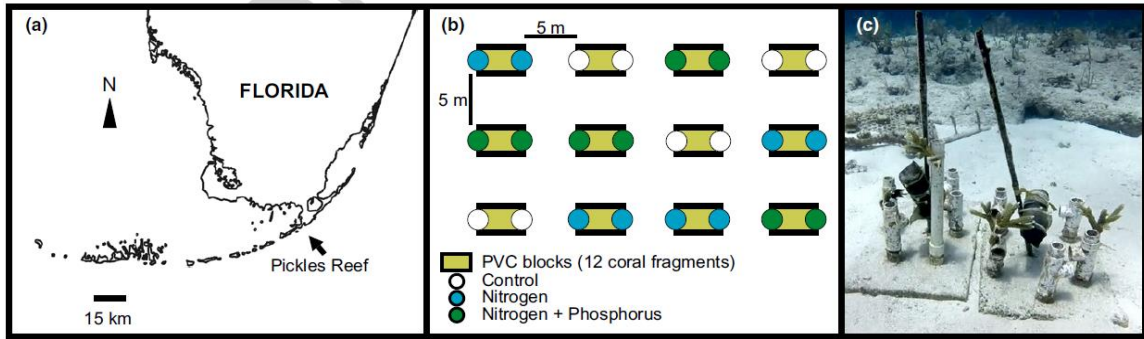 (a)
N
FLORIDA
Pickles Reef
15 km
(b)
5 m
5 m
PVC blocks (12 coral fragments)
Control
Nitrogen
Nitrogen + Phosphorus
(c)